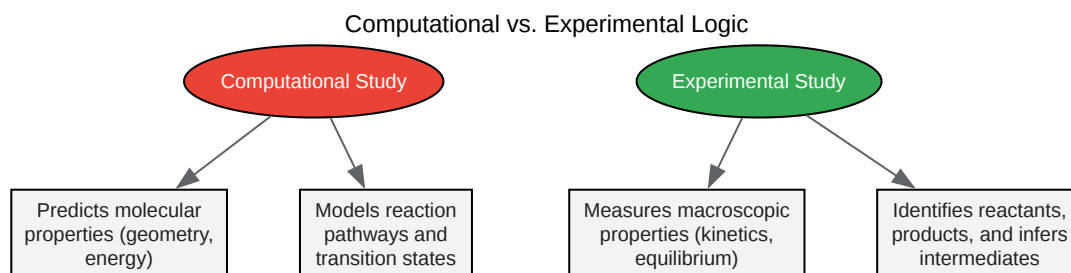 Computational vs. Experimental Logic
Computational Study
Experimental Study
Predicts molecular
properties (geometry,
energy)
Models reaction
pathways and
transition states
Measures macroscopic
properties (kinetics,
equilibrium)
Identifies reactants,
products, and infers
intermediates